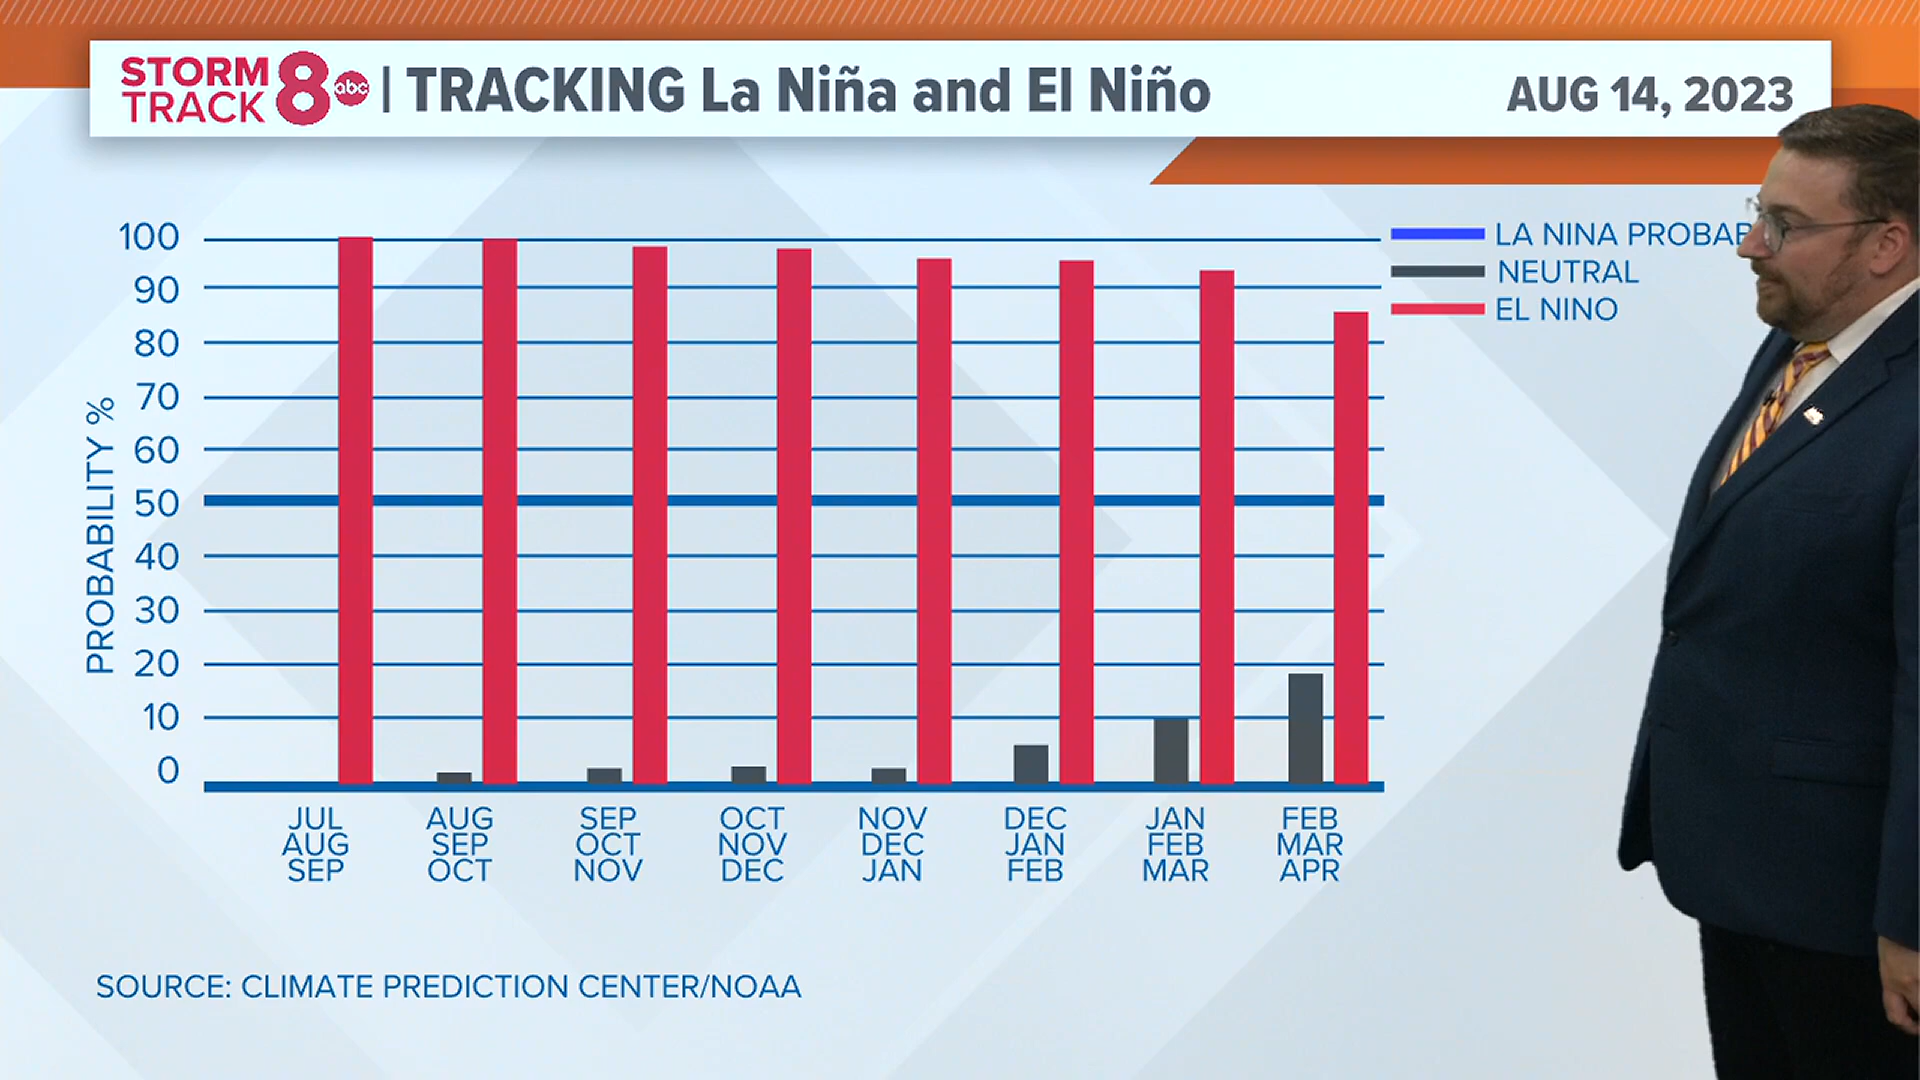 STORM
TRACK 8 abc | TRACKING La Niña and El Niño
AUG 14, 2023
LA NINA
NEUTRAL
EL NINO
PROBABILITY %
100
90
80
70
60
50
40
30
20
10
0
JUL
AUG
SEP
AUG
SEP
OCT
SEP
OCT
NOV
OCT
NOV
DEC
NOV
DEC
JAN
DEC
JAN
FEB
JAN
FEB
MAR
FEB
MAR
APR
SOURCE: CLIMATE PREDICTION CENTER/NOAA